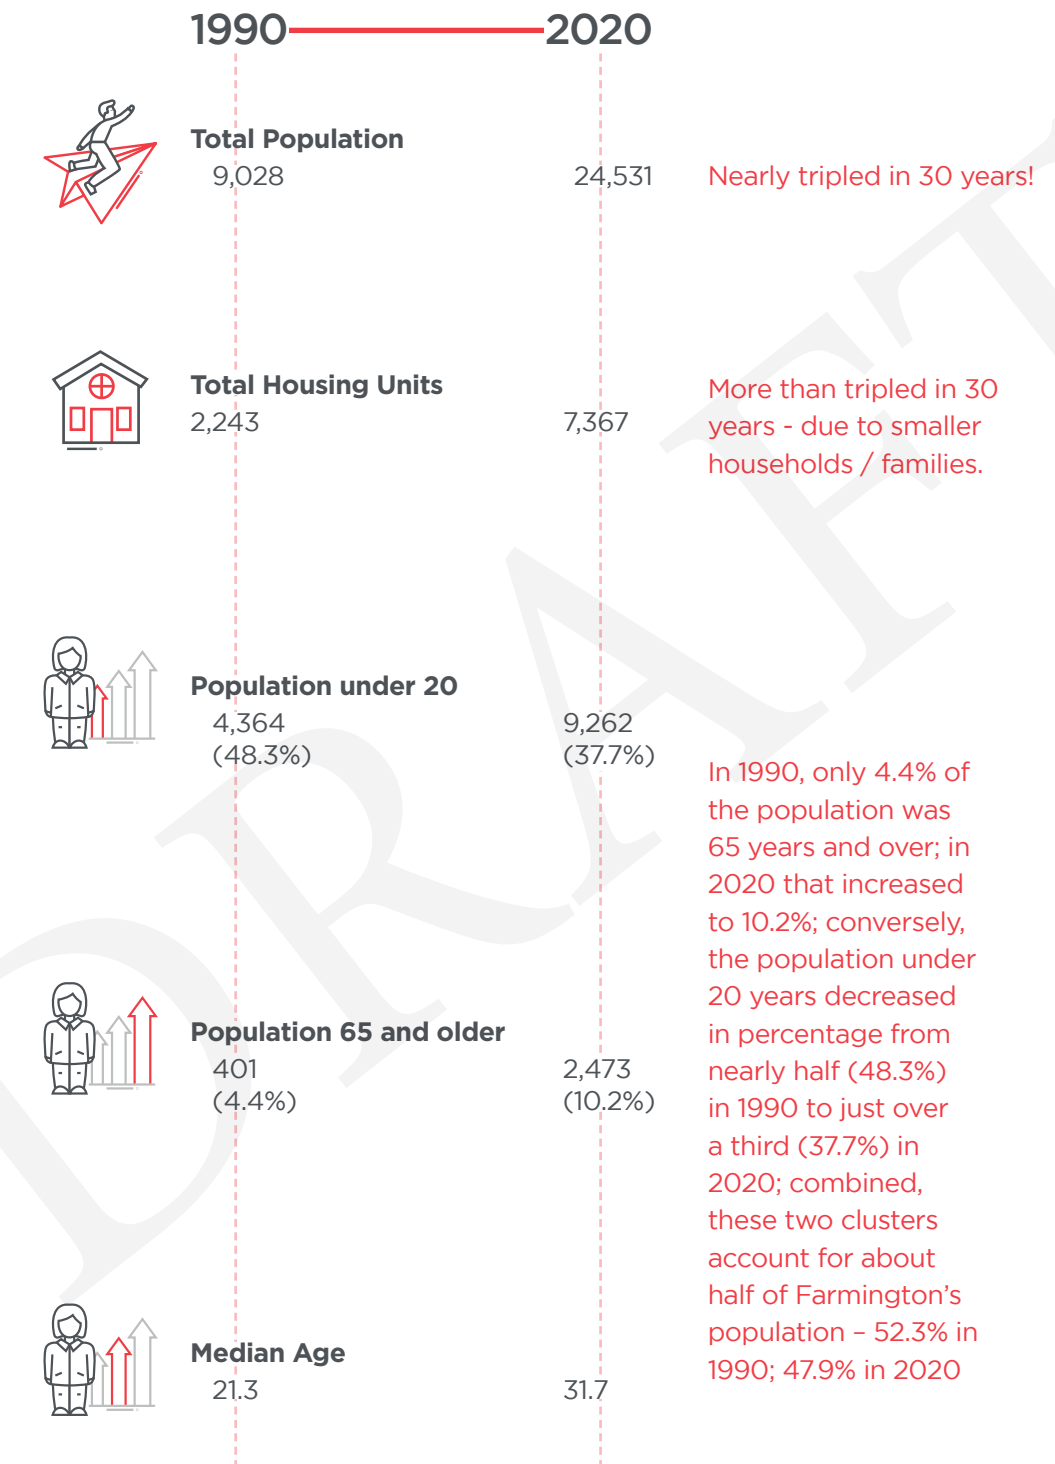 1990 2020
Total Population
9,028 24,531 Nearly tripled in 30 years!
Total Housing Units
2,243 7,367
More than tripled in 30
years - due to smaller
households / families.
Population under 20
4,364 9,262
(48.3%) (37.7%)
Population 65 and older
401 2,473
(4.4%) (10.2%)
Median Age
21.3 31.7
In 1990, only 4.4% of
the population was
65 years and over; in
2020 that increased
to 10.2%; conversely,
the population under
20 years decreased
in percentage from
nearly half (48.3%)
in 1990 to just over
a third (37.7%) in
2020; combined,
these two clusters
account for about
half of Farmington’s
population – 52.3% in
1990; 47.9% in 2020
DRAFT